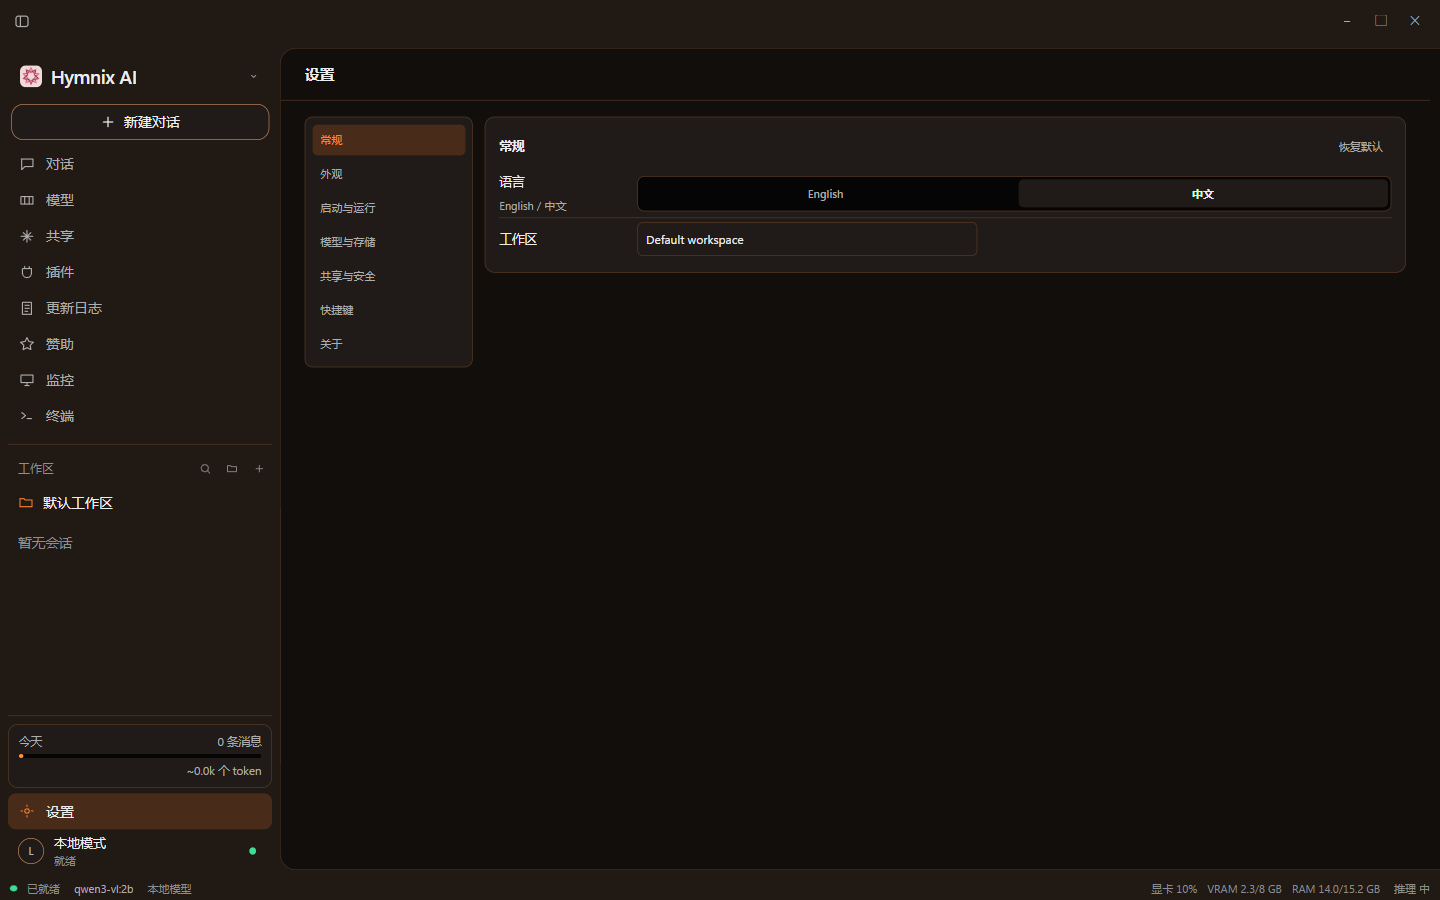 Hymnix AI
新建对话
对话
模型
共享
插件
更新日志
赞助
监控
终端
工作区
默认工作区
暂无会话
今天 0 条消息
~0.0k 个 token
设置
L 本地模式
就绪
设置
常规
外观
启动与运行
模型与存储
共享与安全
快捷键
关于
常规 恢复默认
语言
English / 中文
English 中文
工作区 Default workspace
已就绪 qwen3-vl:2b 本地模型 显卡 10% VRAM 2.3/8 GB RAM 14.0/15.2 GB 推理 中